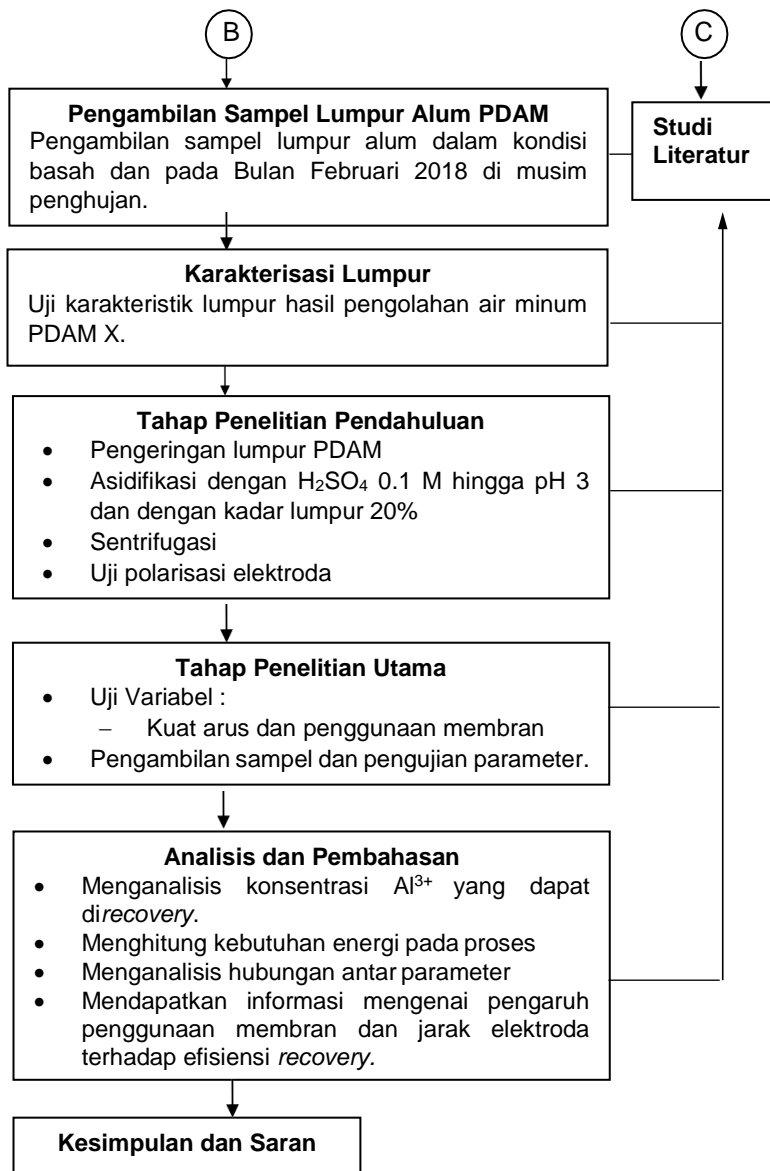 B
C
Pengambilan Sampel Lumpur Alum PDAM
Pengambilan sampel lumpur alum dalam kondisi
basah dan pada Bulan Februari 2018 di musim
penghujan.
Studi
Literatur
Karakterisasi Lumpur
Uji karakteristik lumpur hasil pengolahan air minum
PDAM X.
Tahap Penelitian Pendahuluan
• Pengeringan lumpur PDAM
• Asidifikasi dengan H₂SO₄ 0.1 M hingga pH 3
dan dengan kadar lumpur 20%
• Sentrifugasi
• Uji polarisasi elektroda
Tahap Penelitian Utama
• Uji Variabel :
– Kuat arus dan penggunaan membran
• Pengambilan sampel dan pengujian parameter.
Analisis dan Pembahasan
• Menganalisis konsentrasi Al³⁺ yang dapat
direcovery.
• Menghitung kebutuhan energi pada proses
• Menganalisis hubungan antar parameter
• Mendapatkan informasi mengenai pengaruh
penggunaan membran dan jarak elektroda
terhadap efisiensi recovery.
Kesimpulan dan Saran